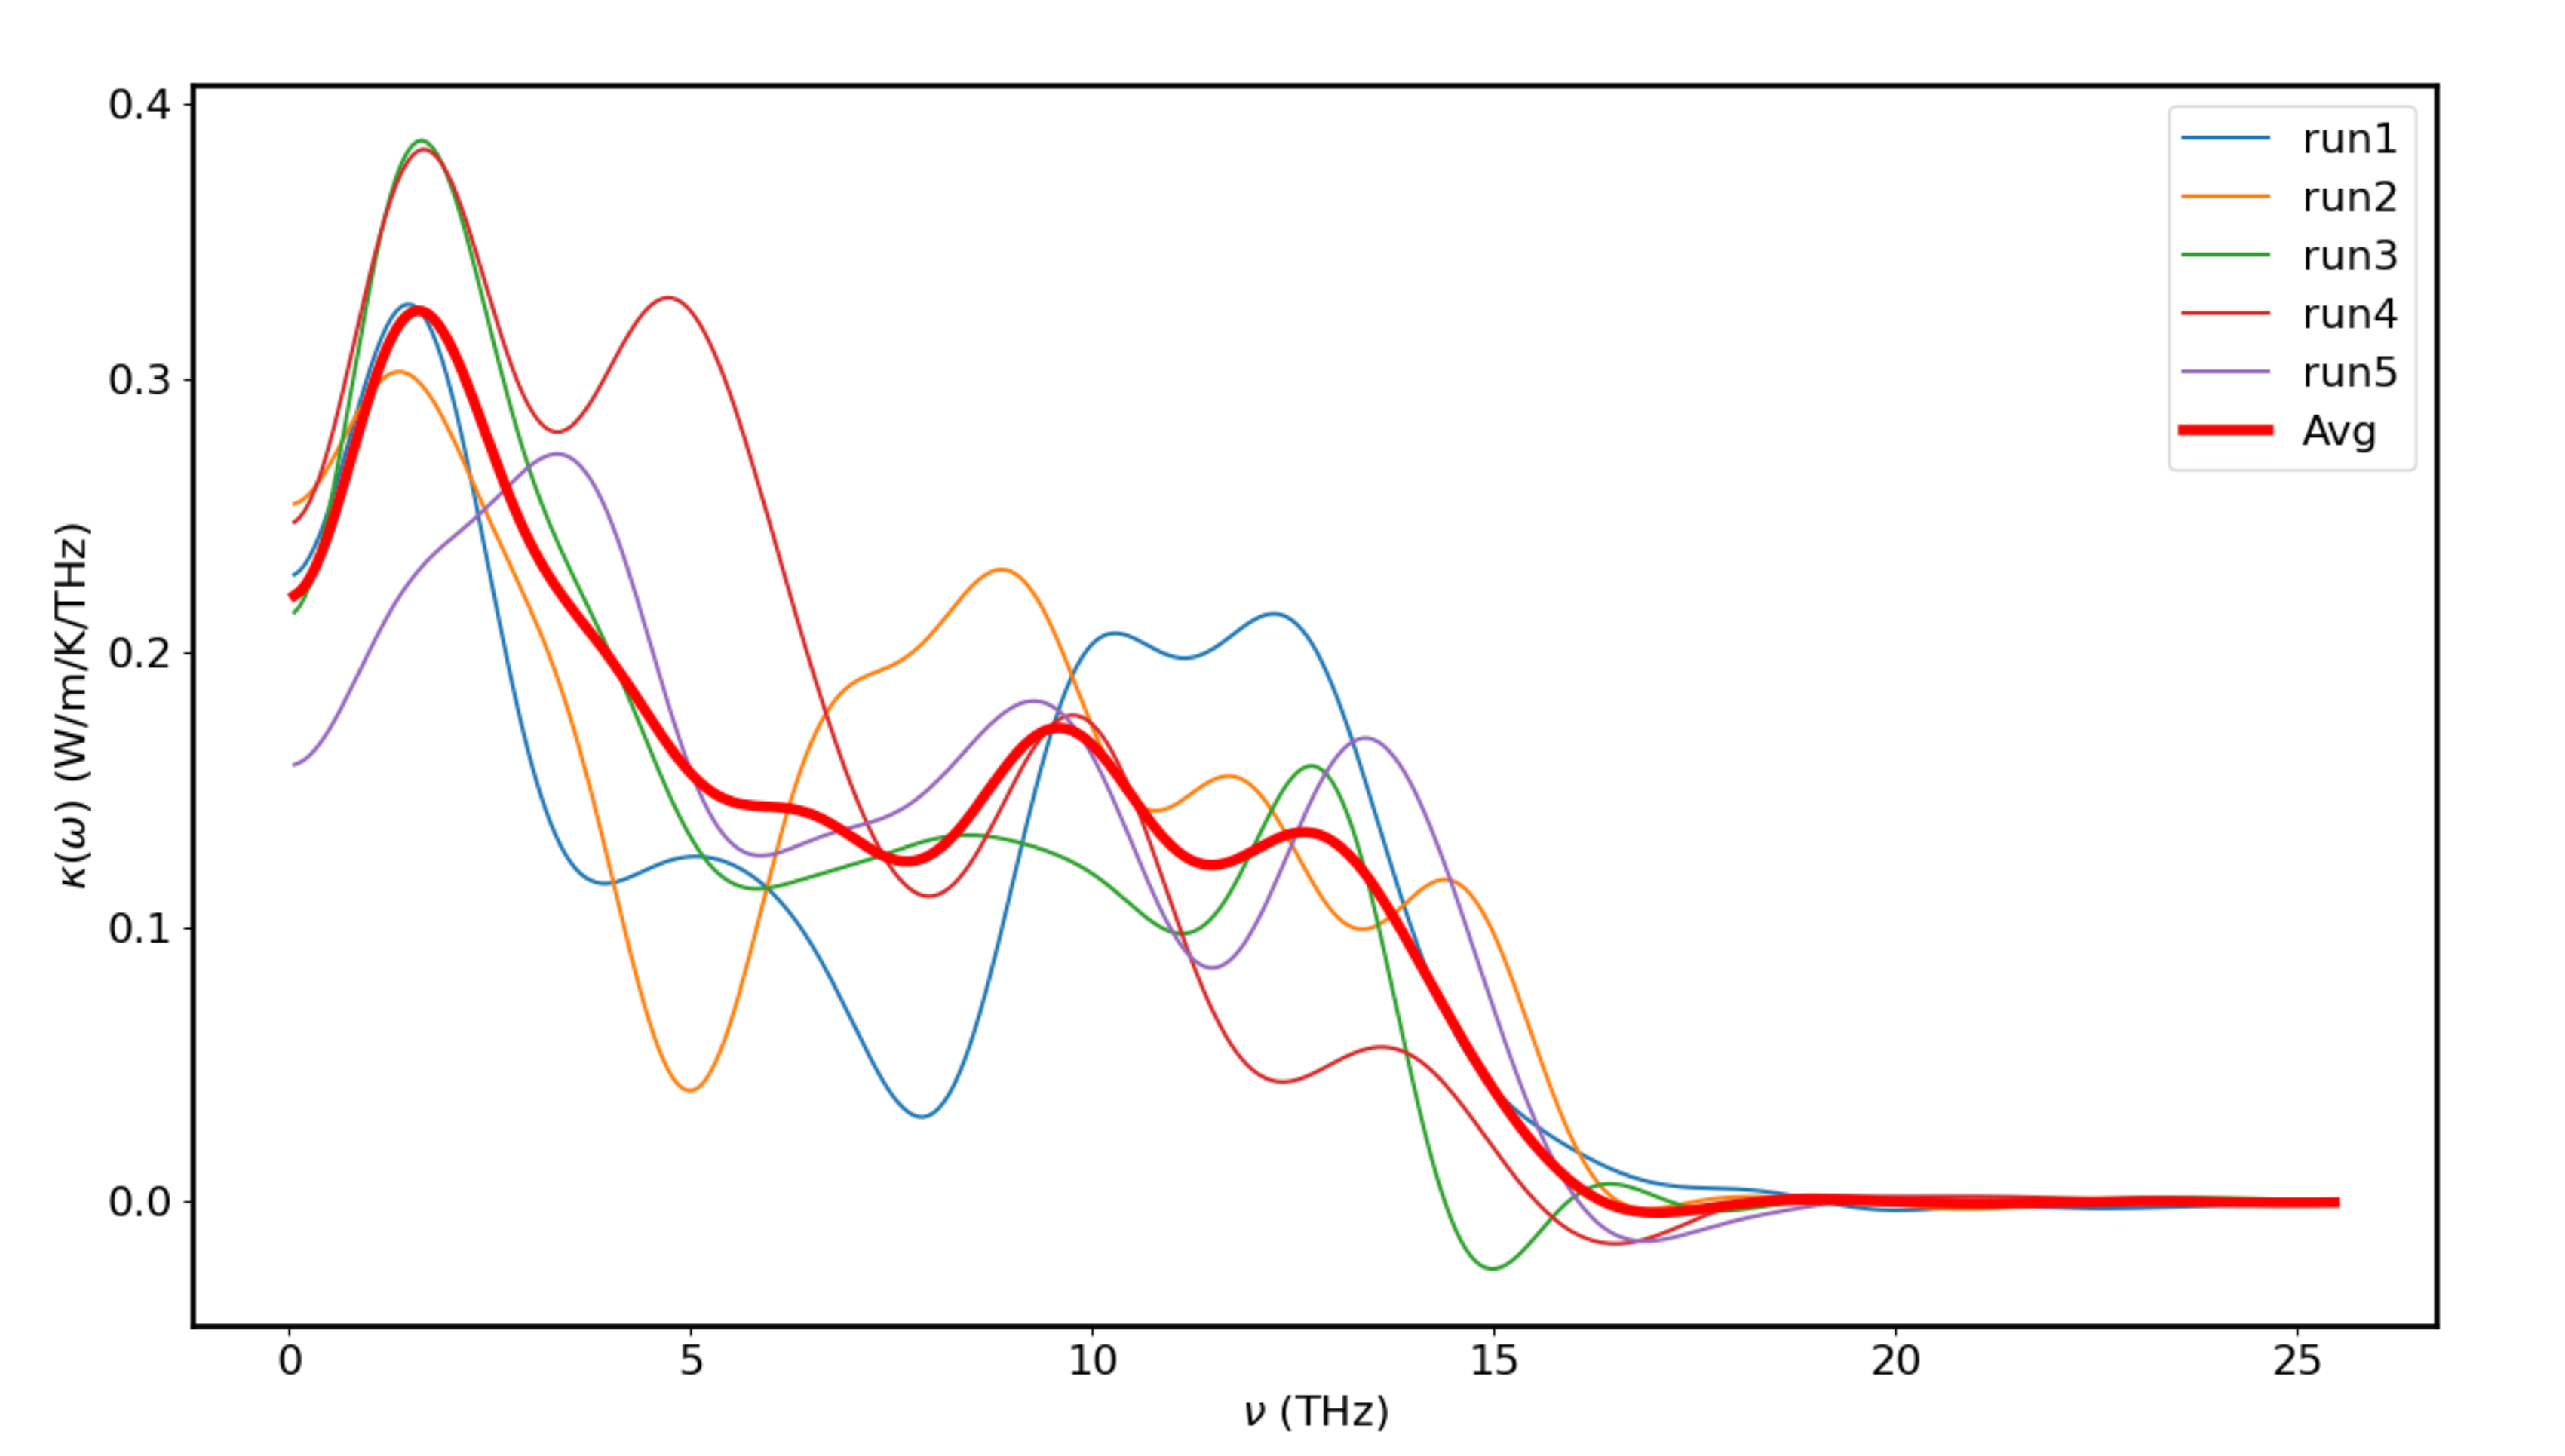 0.4
0.3
0.2
0.1
0.0
κ(ω) (W/m/K/THz)
run1
run2
run3
run4
run5
Avg
0 5 10 15 20 25
ν (THz)